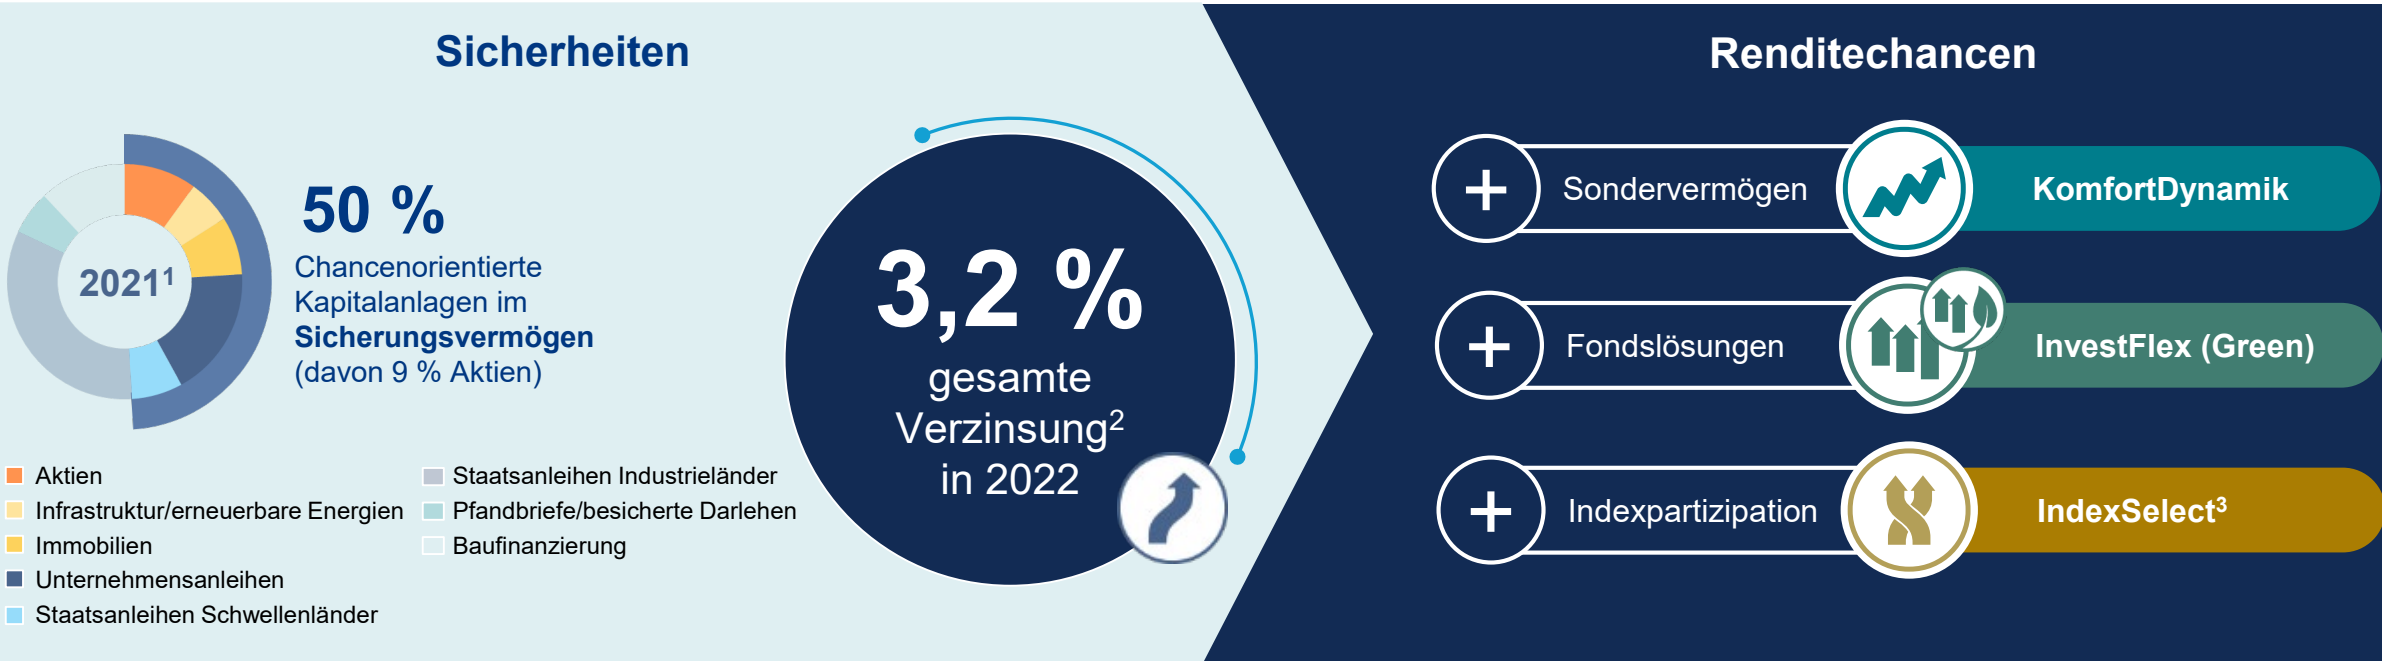 Sicherheiten
2021¹
50 %
Chancenorientierte
Kapitalanlagen im
Sicherungsvermögen
(davon 9 % Aktien)
Aktien
Infrastruktur/erneuerbare Energien
Immobilien
Unternehmensanleihen
Staatsanleihen Schwellenländer
Staatsanleihen Industrieländer
Pfandbriefe/besicherte Darlehen
Baufinanzierung
3,2 %
gesamte
Verzinsung²
in 2022
Renditechancen
+ Sondervermögen KomfortDynamik
+ Fondslösungen InvestFlex (Green)
+ Indexpartizipation IndexSelect³